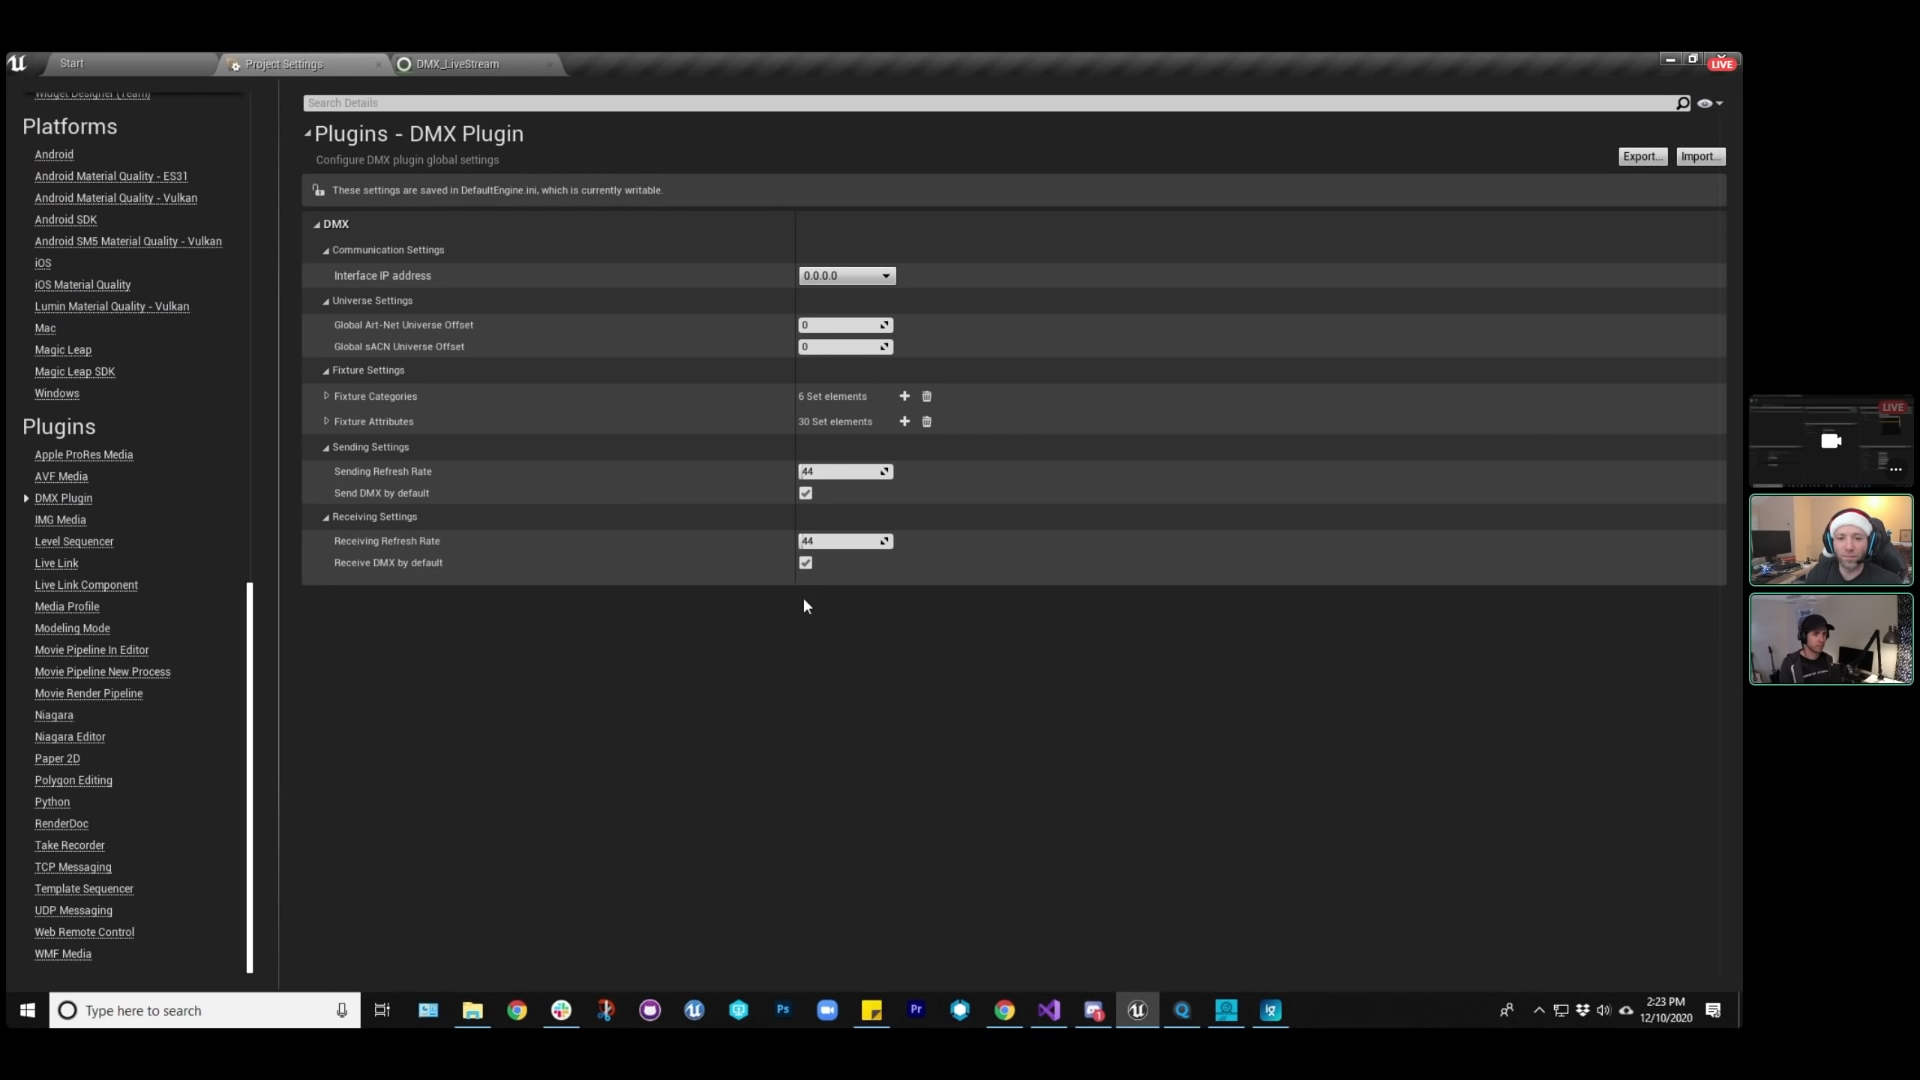 Start
Project Settings
DMX_LiveStream
LIVE
Widget Designer (Team)
Platforms
Android
Android Material Quality - ES31
Android Material Quality - Vulkan
Android SDK
Android SM5 Material Quality - Vulkan
iOS
iOS Material Quality
Lumin Material Quality - Vulkan
Mac
Magic Leap
Magic Leap SDK
Windows
Plugins
Apple ProRes Media
AVF Media
DMX Plugin
IMG Media
Level Sequencer
Live Link
Live Link Component
Media Profile
Modeling Mode
Movie Pipeline In Editor
Movie Pipeline New Process
Movie Render Pipeline
Niagara
Niagara Editor
Paper 2D
Polygon Editing
Python
RenderDoc
Take Recorder
TCP Messaging
Template Sequencer
UDP Messaging
Web Remote Control
WMF Media
Search Details
Plugins - DMX Plugin
Configure DMX plugin global settings
Export...
Import...
These settings are saved in DefaultEngine.ini, which is currently writable.
DMX
Communication Settings
Interface IP address 0.0.0.0
Universe Settings
Global Art-Net Universe Offset 0
Global sACN Universe Offset 0
Fixture Settings
Fixture Categories 6 Set elements
Fixture Attributes 30 Set elements
Sending Settings
Sending Refresh Rate 44
Send DMX by default
Receiving Settings
Receiving Refresh Rate 44
Receive DMX by default
LIVE
Type here to search
Ps
Pr
ig
2:23 PM
12/10/2020